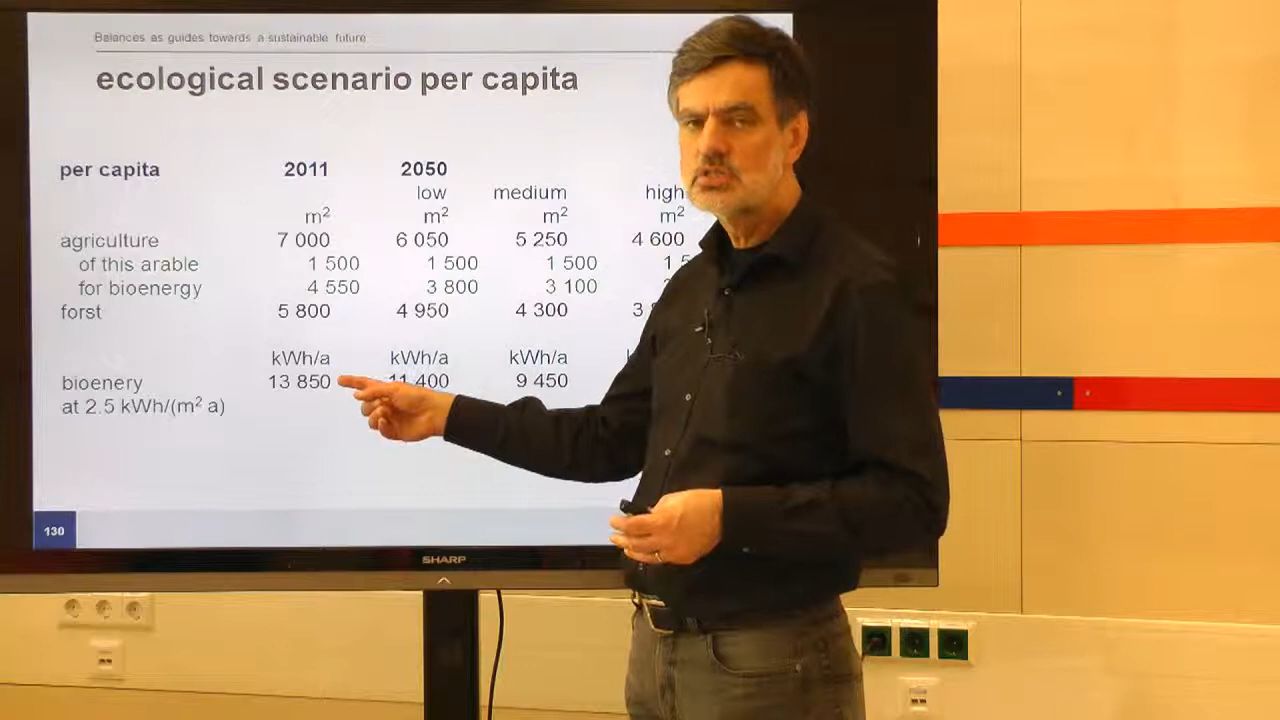 Balances as guides towards a sustainable future
ecological scenario per capita
per capita 2011 2050
low medium high
m² m² m² m²
agriculture 7 000 6 050 5 250 4 600
of this arable 1 500 1 500 1 500
for bioenergy 4 550 3 800 3 100
forst 5 800 4 950 4 300
kWh/a kWh/a kWh/a
bioenery 13 850 11 400 9 450
at 2.5 kWh/(m² a)
130
SHARP